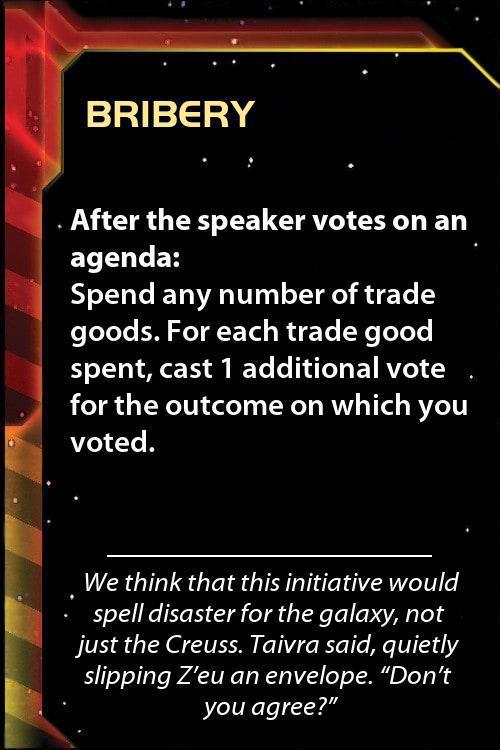 BRIBERY
After the speaker votes on an
agenda:
Spend any number of trade
goods. For each trade good
spent, cast 1 additional vote
for the outcome on which you
voted.
We think that this initiative would
spell disaster for the galaxy, not
just the Creuss. Taivra said, quietly
slipping Z’eu an envelope. “Don’t
you agree?”